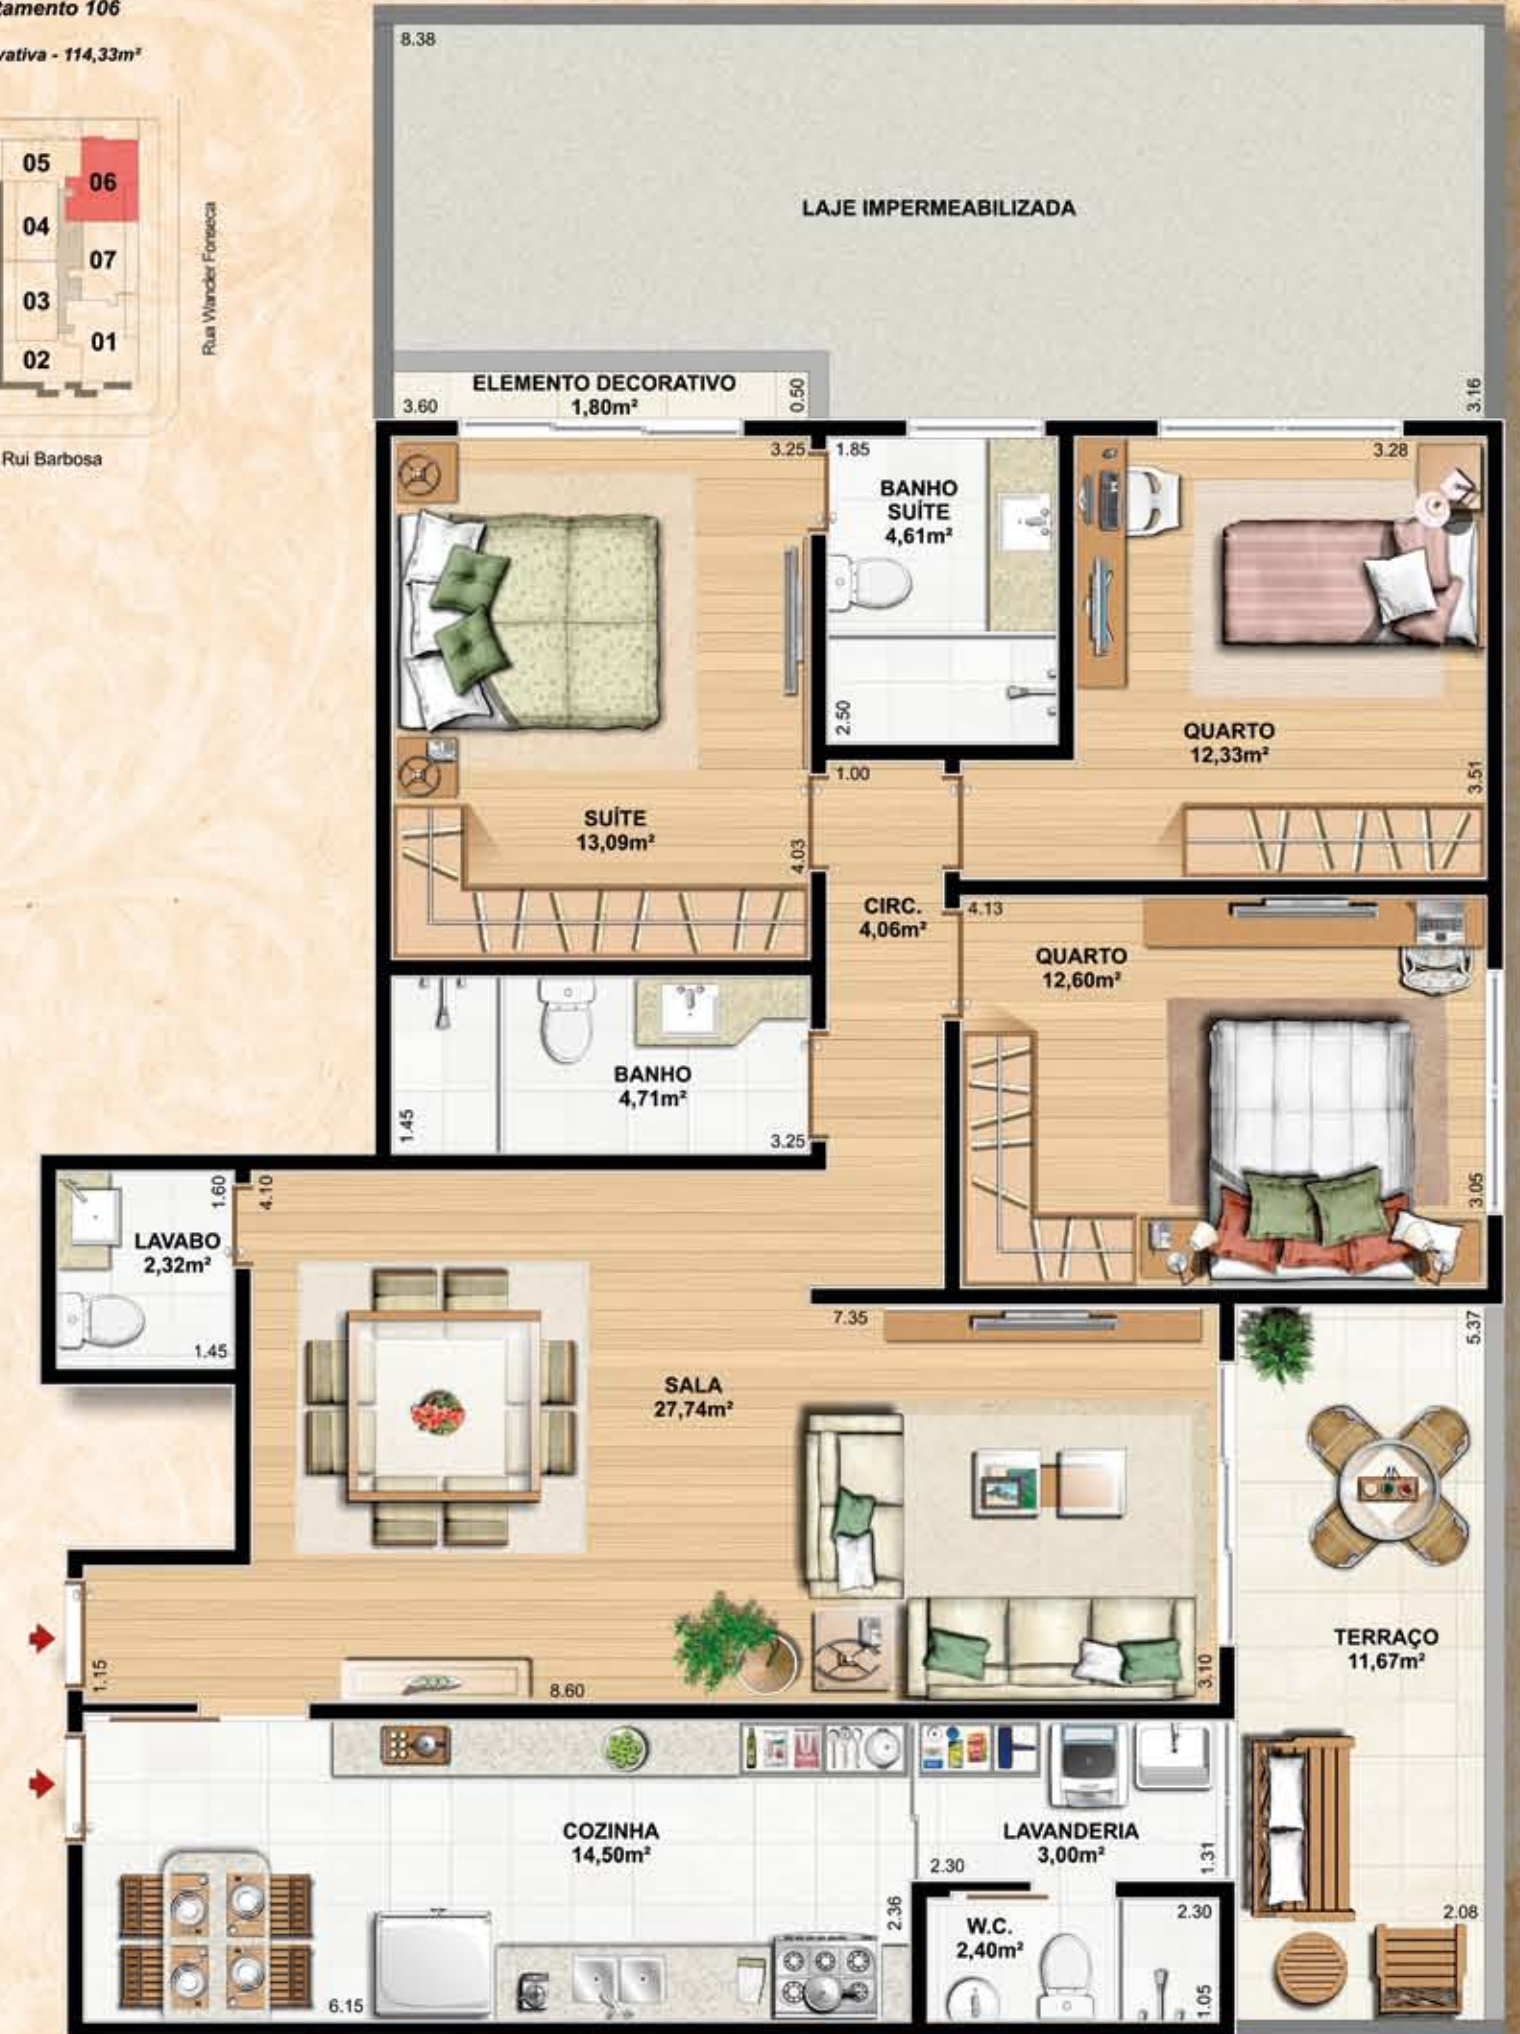 106
114,33m²
05
06
04
07
03
01
02
Rua Wander Fonseca
Rui Barbosa
8.38
LAJE IMPERMEABILIZADA
3.16
ELEMENTO DECORATIVO
1,80m²
3.60
0.50
3.25
1.85
BANHO
SUÍTE
4,61m²
2.50
3.28
QUARTO
12,33m²
3.51
SUÍTE
13,09m²
4.03
1.00
CIRC.
4,06m²
4.13
QUARTO
12,60m²
3.05
BANHO
4,71m²
1.45
3.25
LAVABO
2,32m²
1.60
1.45
4.10
7.35
SALA
27,74m²
5.37
TERRAÇO
11,67m²
1.15
8.60
3.10
COZINHA
14,50m²
LAVANDERIA
3,00m²
2.30
1.31
2.36
W.C.
2,40m²
2.30
2.08
6.15
1.05